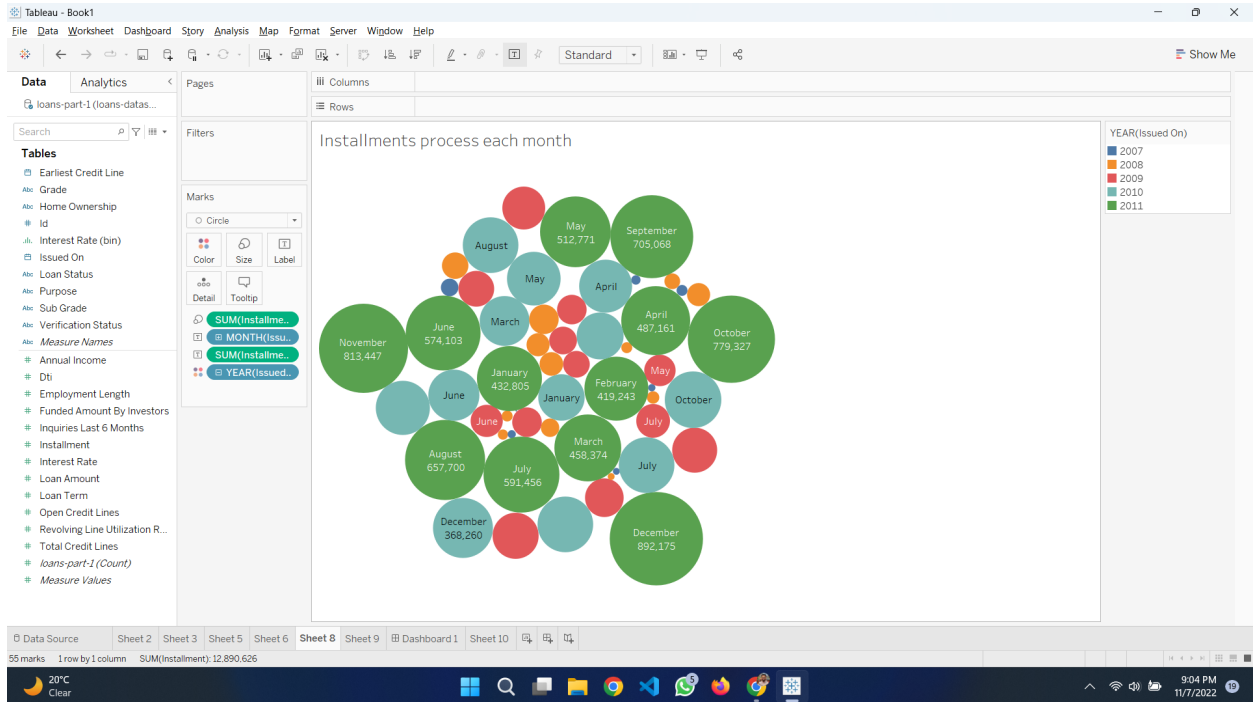 Tableau - Book1
File Data Worksheet Dashboard Story Analysis Map Format Server Window Help
Standard
Show Me
Data Analytics
loans-part-1 (loans-datas...
Search
Tables
Earliest Credit Line
Abc Grade
Abc Home Ownership
# Id
Interest Rate (bin)
Issued On
Abc Loan Status
Abc Purpose
Abc Sub Grade
Abc Verification Status
Abc Measure Names
# Annual Income
# Dti
# Employment Length
# Funded Amount By Investors
# Inquiries Last 6 Months
# Installment
# Interest Rate
# Loan Amount
# Loan Term
# Open Credit Lines
# Revolving Line Utilization R...
# Total Credit Lines
# loans-part-1 (Count)
# Measure Values
Pages
Filters
Marks
Circle
Color Size Label
Detail Tooltip
SUM(Installme..
MONTH(Issu..
SUM(Installme..
YEAR(Issued..
Columns
Rows
Installments process each month
May
512,771
September
705,068
August
May
April
March
April
487,161
October
779,327
June
574,103
November
813,447
January
432,805
February
419,243
May
June
January
October
June
July
March
458,374
August
657,700
July
591,456
July
December
368,260
December
892,175
YEAR(Issued On)
2007
2008
2009
2010
2011
Data Source Sheet 2 Sheet 3 Sheet 5 Sheet 6 Sheet 8 Sheet 9 Dashboard 1 Sheet 10
55 marks 1 row by 1 column SUM(Installment): 12,890,626
20°C
Clear
5
9:04 PM
11/7/2022
19